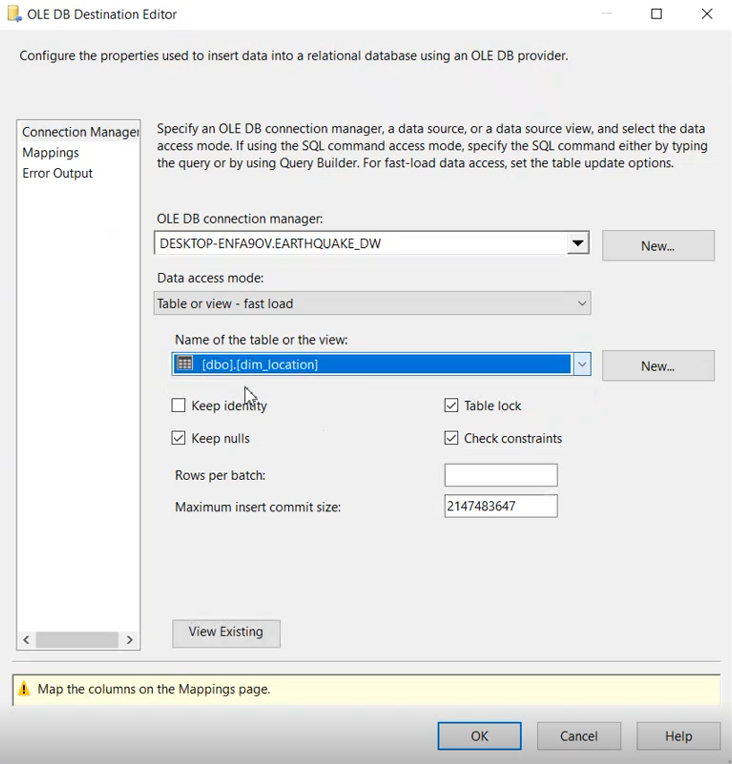 OLE DB Destination Editor
Configure the properties used to insert data into a relational database using an OLE DB provider.
Connection Manager
Mappings
Error Output
Specify an OLE DB connection manager, a data source, or a data source view, and select the data
access mode. If using the SQL command access mode, specify the SQL command either by typing
the query or by using Query Builder. For fast-load data access, set the table update options.
OLE DB connection manager:
DESKTOP-ENFA9OV.EARTHQUAKE_DW
New...
Data access mode:
Table or view - fast load
Name of the table or the view:
[dbo].[dim_location]
New...
Keep identity
Table lock
Keep nulls
Check constraints
Rows per batch:
Maximum insert commit size:
2147483647
View Existing
Map the columns on the Mappings page.
OK
Cancel
Help